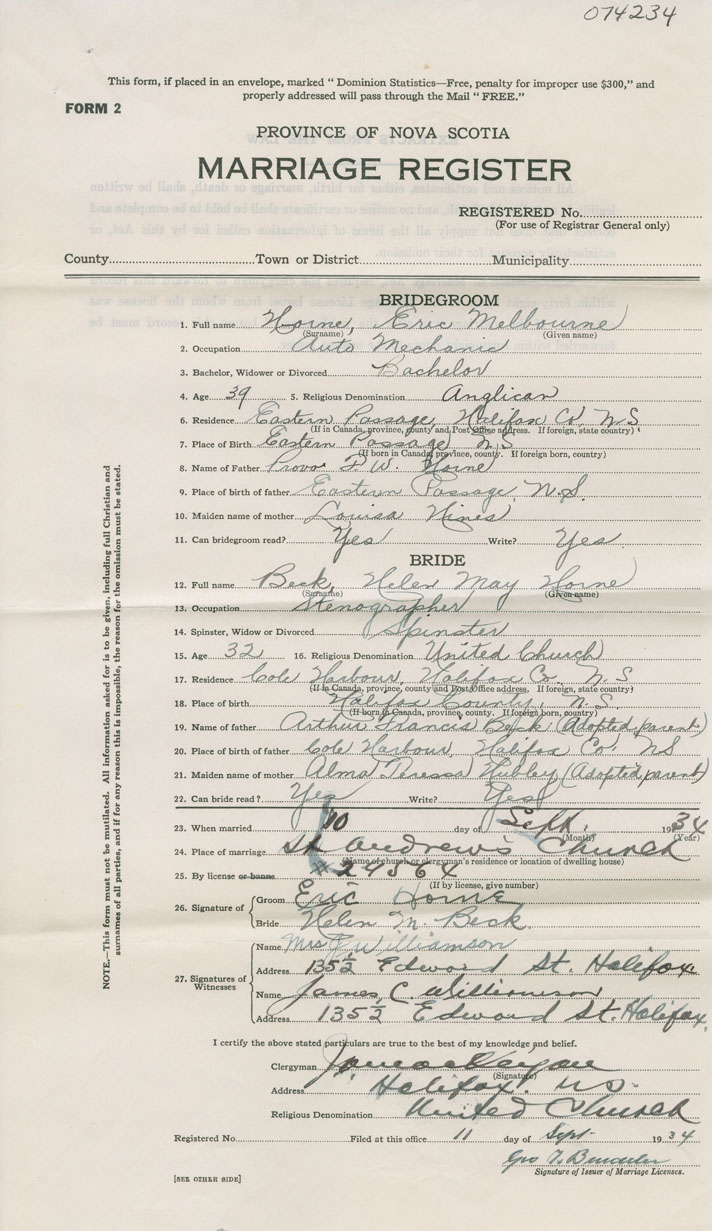 074234
This form, if placed in an envelope, marked " Dominion Statistics—Free, penalty for improper use $300," and
properly addressed will pass through the Mail " FREE."
FORM 2
PROVINCE OF NOVA SCOTIA
MARRIAGE REGISTER
REGISTERED No.
(For use of Registrar General only)
County Town or District Municipality
BRIDEGROOM
1. Full name Horne, Eric Melbourne
(Surname) (Given name)
2. Occupation Auto Mechanic
3. Bachelor, Widower or Divorced Bachelor
4. Age 39 5. Religious Denomination Anglican
6. Residence Eastern Passage, Halifax Co. N.S.
(If in Canada, province, county and Post Office address. If foreign, state country)
7. Place of Birth Eastern Passage, N.S
(If born in Canada, province, county. If foreign born, country)
8. Name of Father W. Horne
9. Place of birth of father Eastern Passage, N.S.
10. Maiden name of mother Louisa Hines
11. Can bridegroom read? Yes Write? Yes
BRIDE
12. Full name Beck, Helen May Horne
(Surname) (Given name)
13. Occupation Stenographer
14. Spinster, Widow or Divorced Spinster
15. Age 32 16. Religious Denomination United Church
17. Residence Cole Harbour, Halifax Co. N.S
(If in Canada, province, county and Post Office address. If foreign, state country)
18. Place of birth Halifax County, N.S.
(If born in Canada, province, county. If foreign born, country)
19. Name of father Arthur Francis Beck (Adopted parent)
20. Place of birth of father Cole Harbour, Halifax Co. NS
21. Maiden name of mother Alma Teressa Hubley (Adopted parent)
22. Can bride read? Yes Write? Yes
23. When married 10 day of Sept. 1934
(Month) (Year)
24. Place of marriage St Andrew's Church
(Name of church or clergyman's residence or location of dwelling house)
25. By license or banns # 29564
(If by license, give number)
26. Signature of
Groom Eric Horne
Bride Helen M. Beck
27. Signatures of Witnesses
Name Mrs J Williamson
Address 135½ Edward St. Halifax
Name James C. Williamson
Address 135½ Edward St. Halifax,
I certify the above stated particulars are true to the best of my knowledge and belief.
Clergyman
(Signature)
Address Halifax, N.S.
Religious Denomination United Church
Registered No. Filed at this office 11 day of Sept 1934
Geo
Signature of Issuer of Marriage Licenses.
[SEE OTHER SIDE]
NOTE.—This form must not be mutilated. All information asked for is to be given, including full Christian and
surnames of all parties, and if for any reason this is impossible, the reason for the omission must be stated.